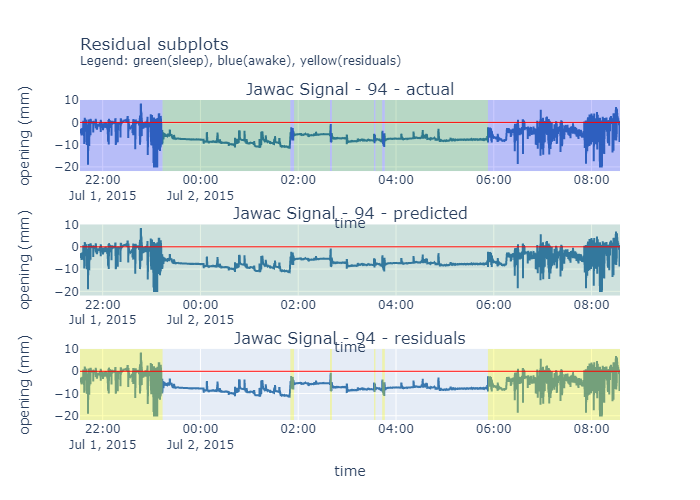 Residual subplots
Legend: green(sleep), blue(awake), yellow(residuals)
Jawac Signal - 94 - actual
opening (mm)
10
0
−10
−20
22:00 00:00 02:00 04:00 06:00 08:00
Jul 1, 2015 Jul 2, 2015
Jawac Signal - 94 - predicted
time
opening (mm)
10
0
−10
−20
22:00 00:00 02:00 04:00 06:00 08:00
Jul 1, 2015 Jul 2, 2015
Jawac Signal - 94 - residuals
time
opening (mm)
10
0
−10
−20
22:00 00:00 02:00 04:00 06:00 08:00
Jul 1, 2015 Jul 2, 2015
time